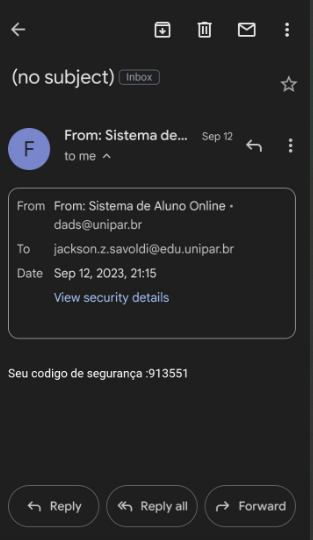 (no subject) Inbox
F
From: Sistema de... Sep 12
to me
From From: Sistema de Aluno Online •
dads@unipar.br
To jackson.z.savoldi@edu.unipar.br
Date Sep 12, 2023, 21:15
View security details
Seu codigo de segurança :913551
Reply Reply all Forward